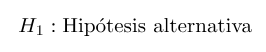 H₁ : Hipótesis alternativa